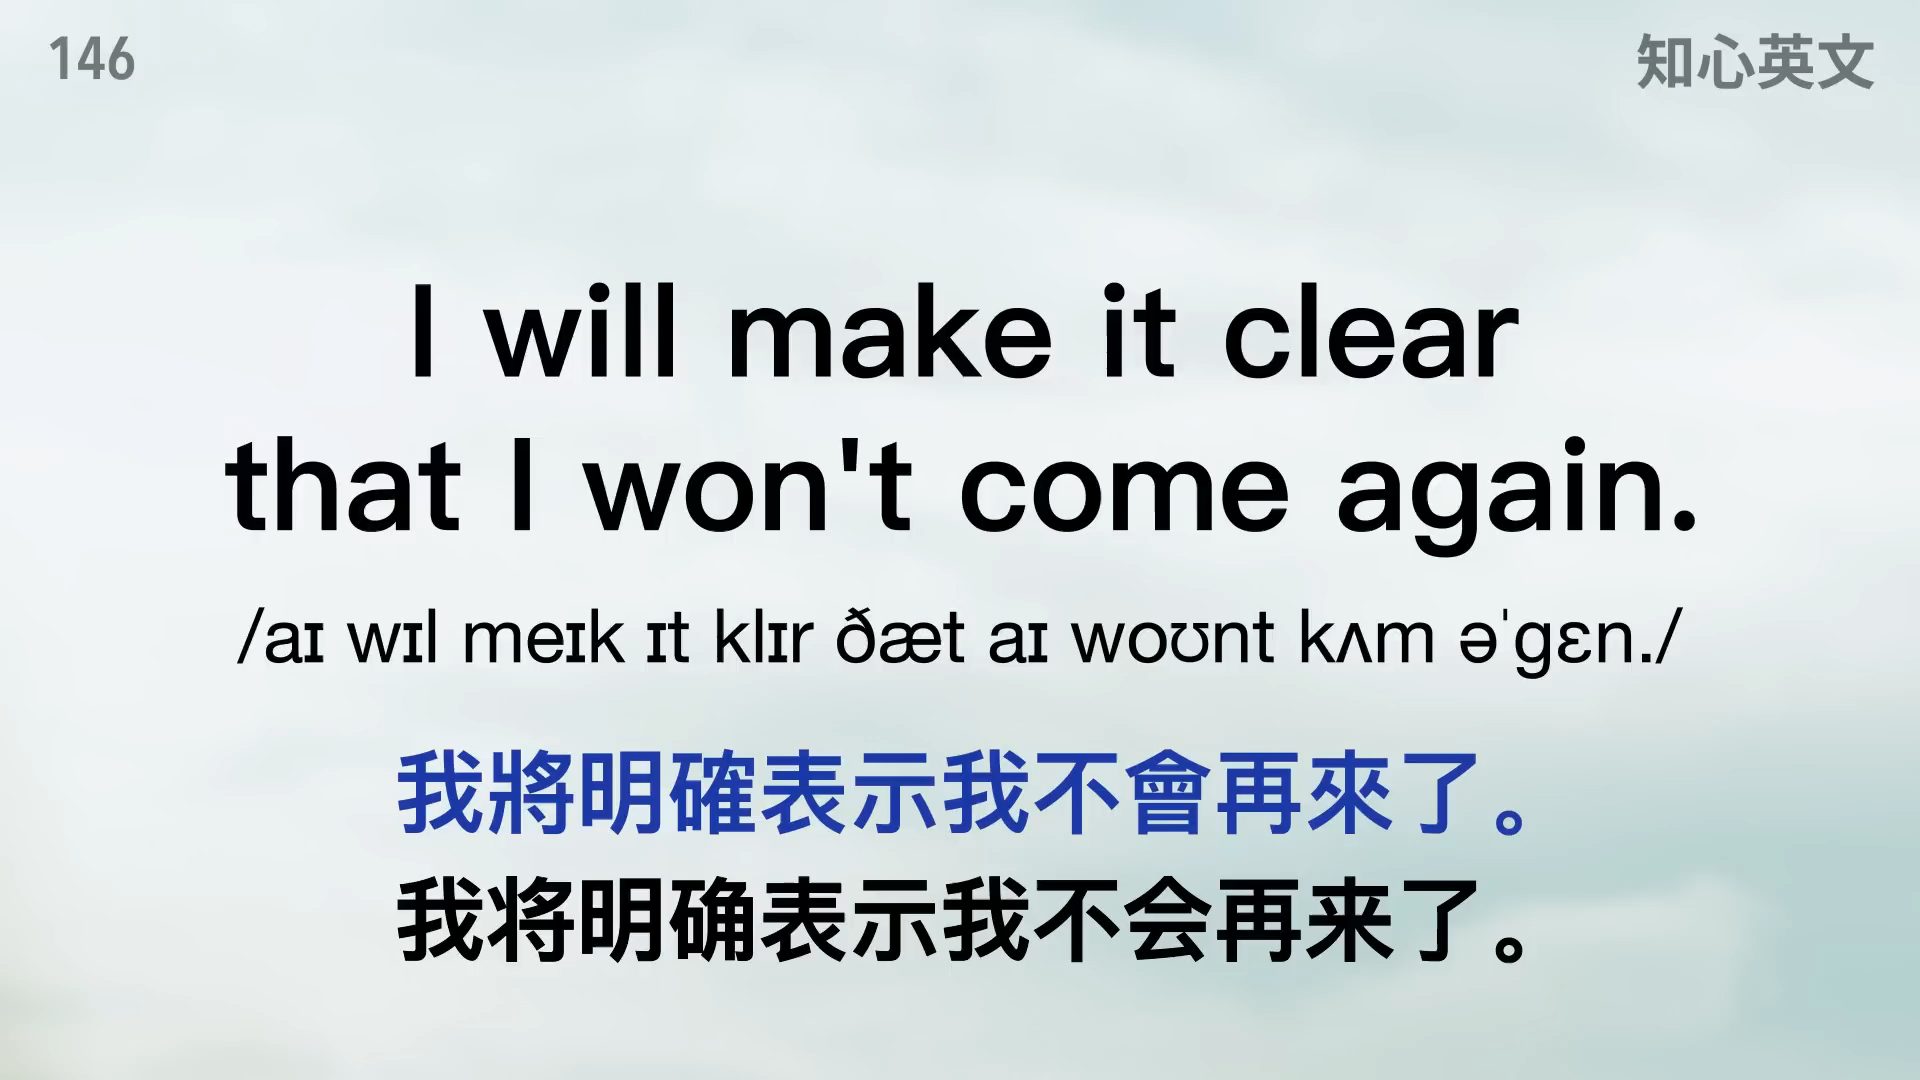 146
知心英文
I will make it clear
that I won't come again.
/aɪ wɪl meɪk ɪt klɪr ðæt aɪ woʊnt kʌm əˈgɛn./
我將明確表示我不會再來了。
我将明确表示我不会再来了。